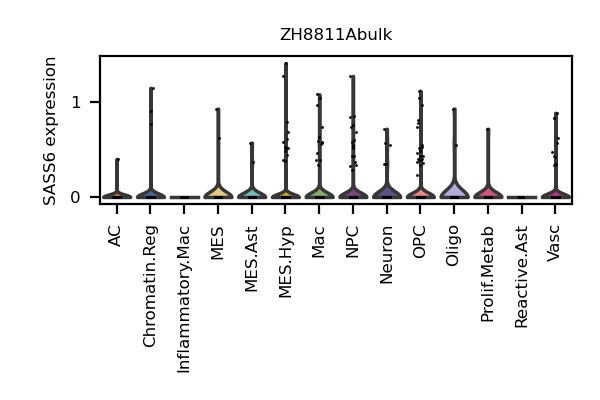 ZH8811Abulk
SASS6 expression
1
0
AC
Chromatin.Reg
Inflammatory.Mac
MES
MES.Ast
MES.Hyp
Mac
NPC
Neuron
OPC
Oligo
Prolif.Metab
Reactive.Ast
Vasc